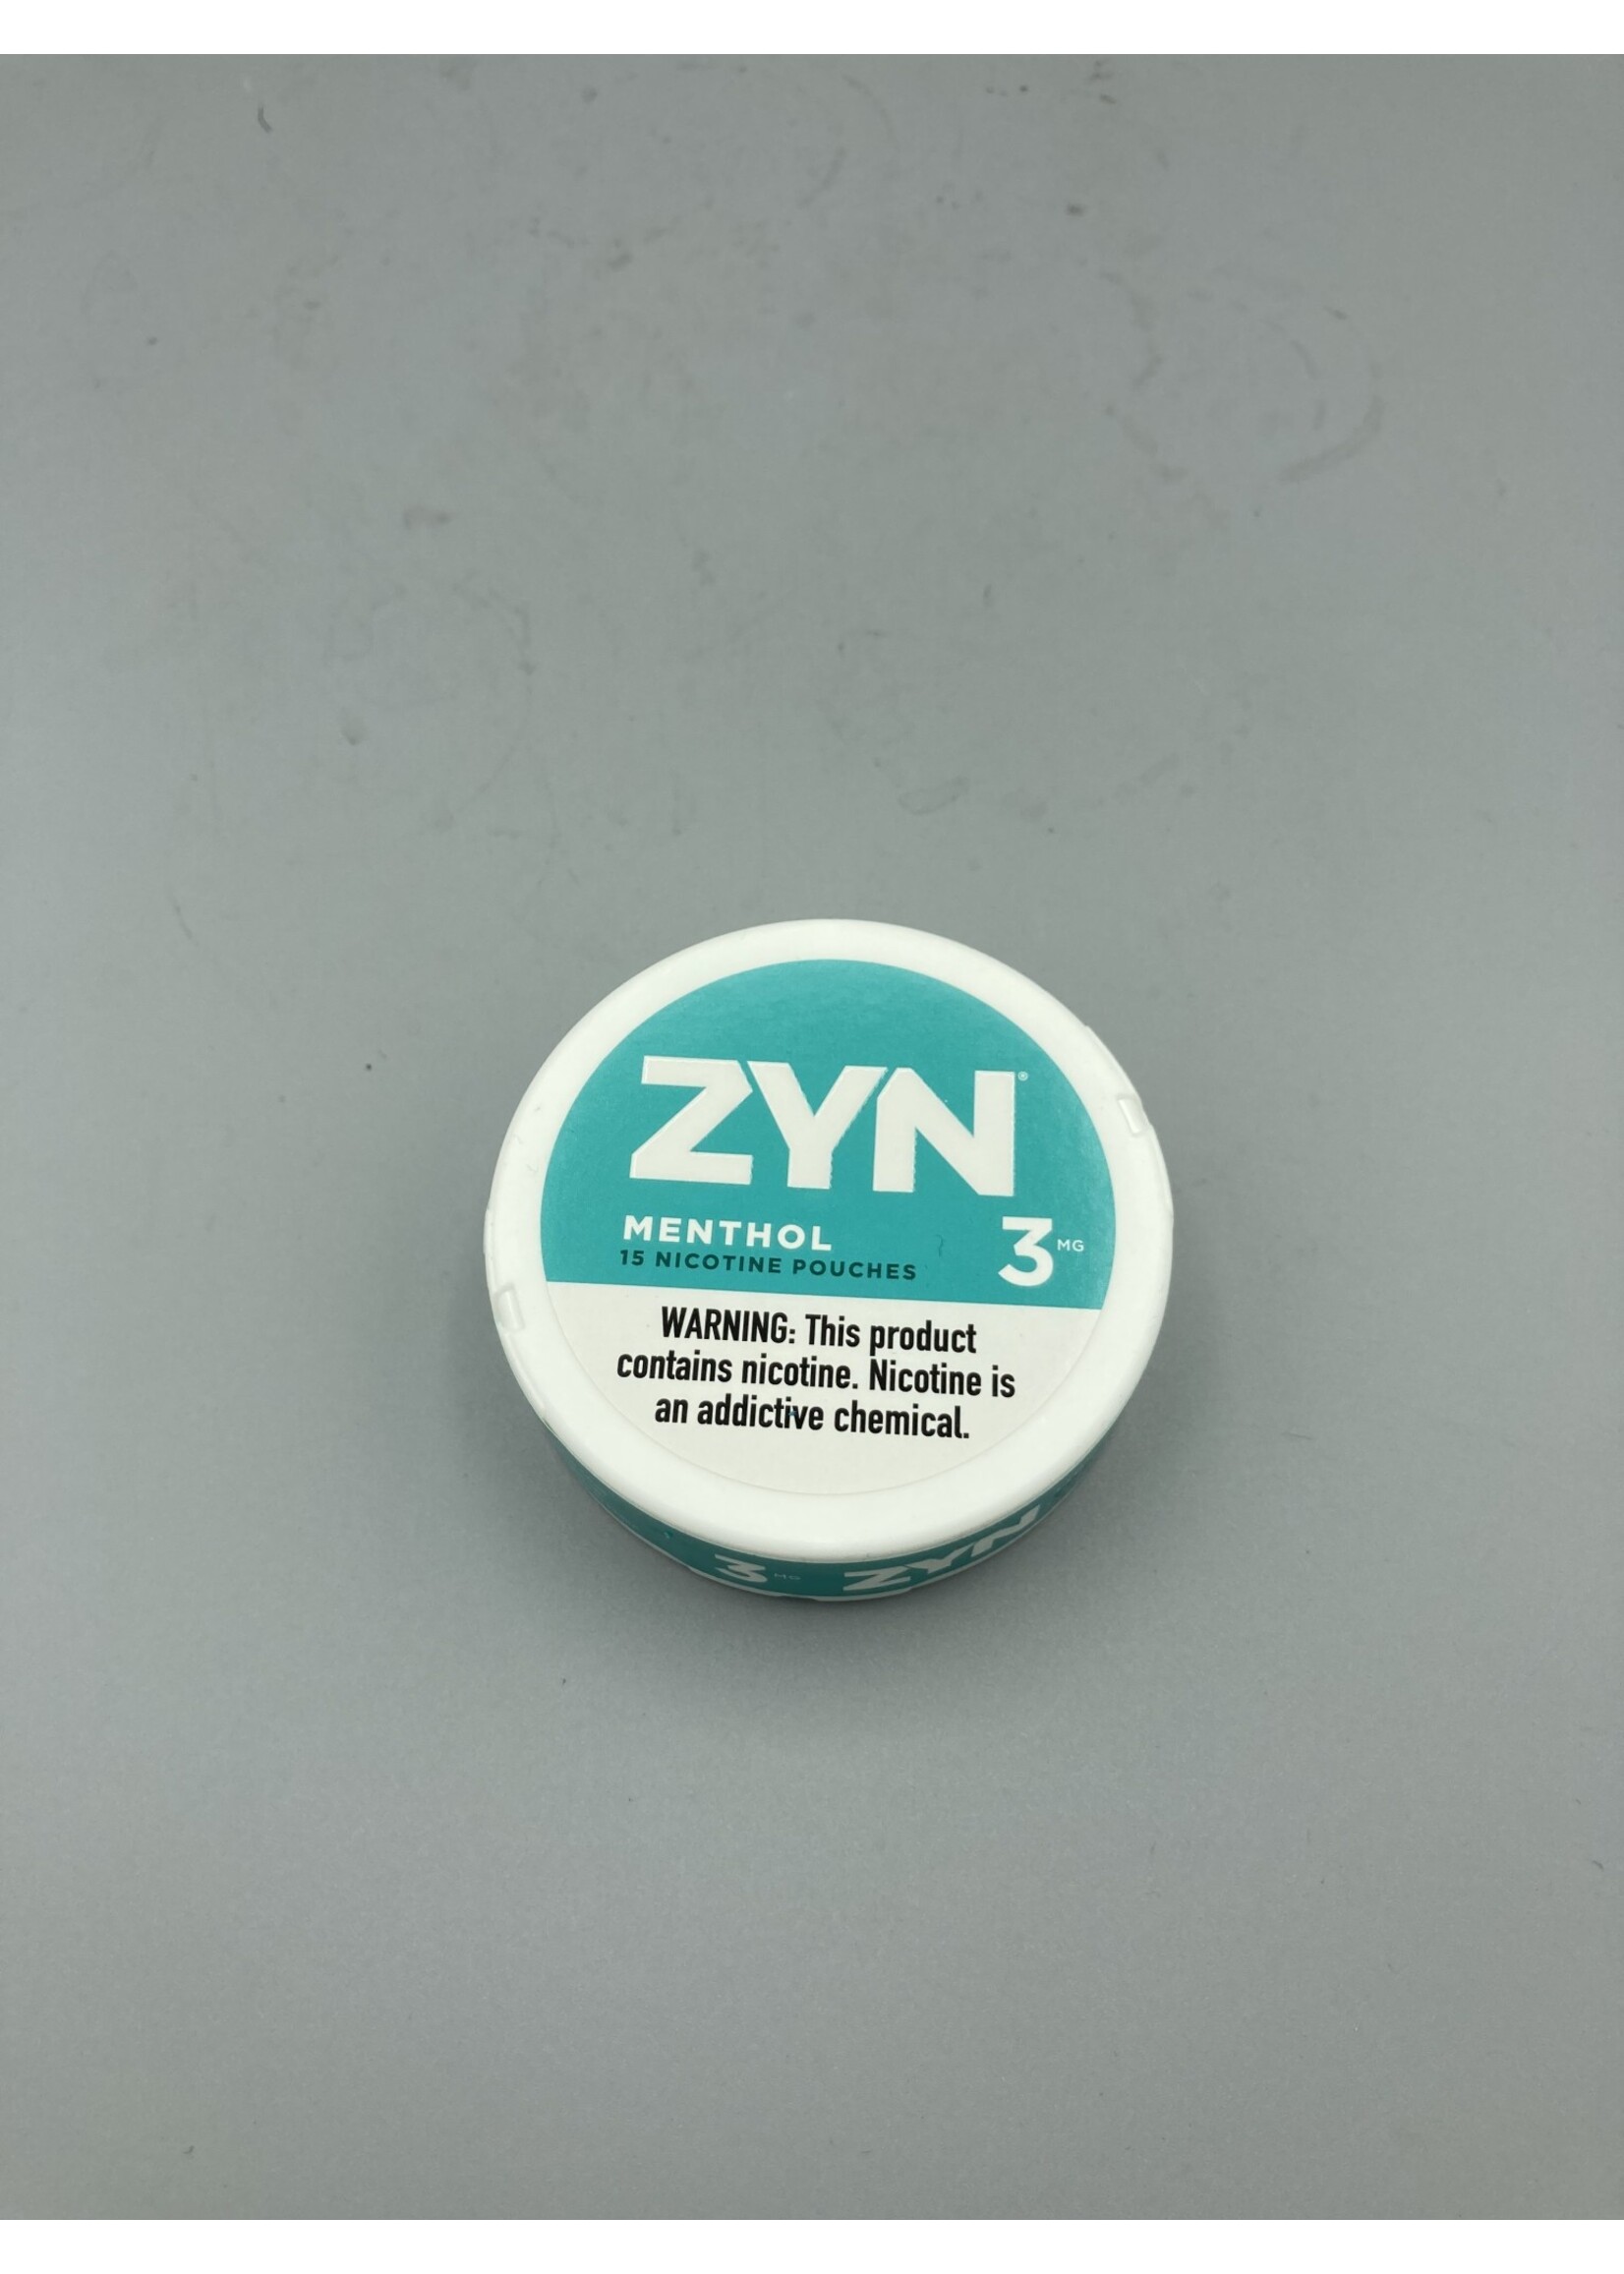 ZYN®
MENTHOL
15 NICOTINE POUCHES
3 MG
WARNING: This product
contains nicotine. Nicotine is
an addictive chemical.
3 MG ZYN